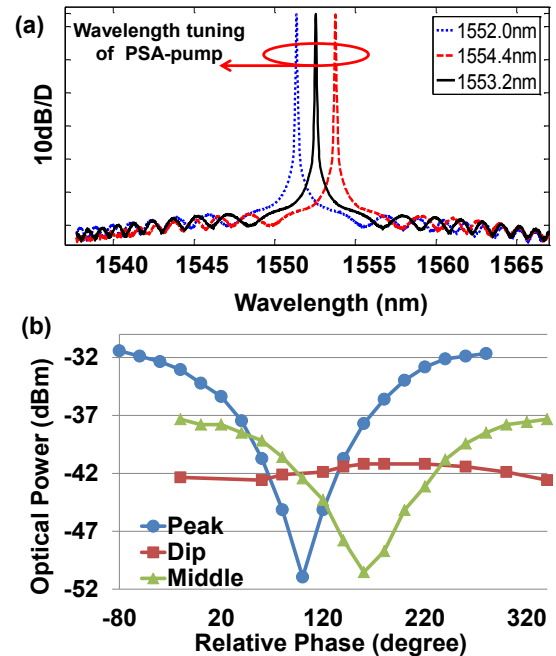 (a)
Wavelength tuning
of PSA-pump
1552.0nm
1554.4nm
1553.2nm
10dB/D
1540 1545 1550 1555 1560 1565
Wavelength (nm)
(b)
-32
-37
-42
-47
-52
Optical Power (dBm)
Peak
Dip
Middle
-80 20 120 220 320
Relative Phase (degree)